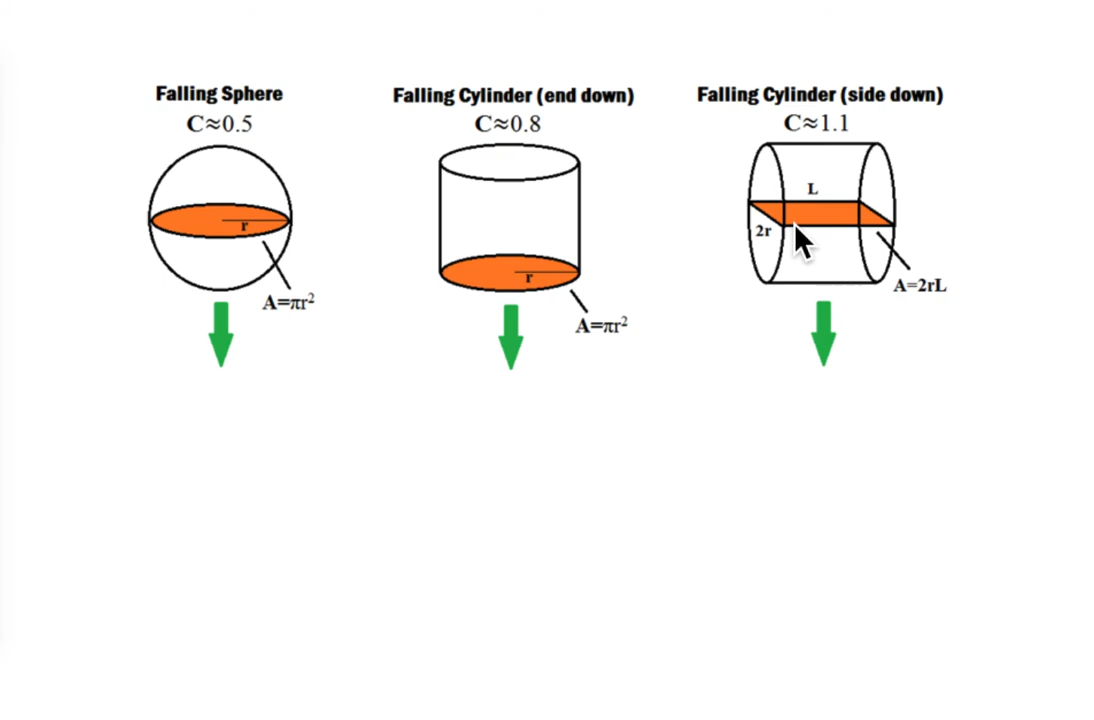 Falling Sphere
C≈0.5
r
A=πr²
Falling Cylinder (end down)
C≈0.8
r
A=πr²
Falling Cylinder (side down)
C≈1.1
L
2r
A=2rL